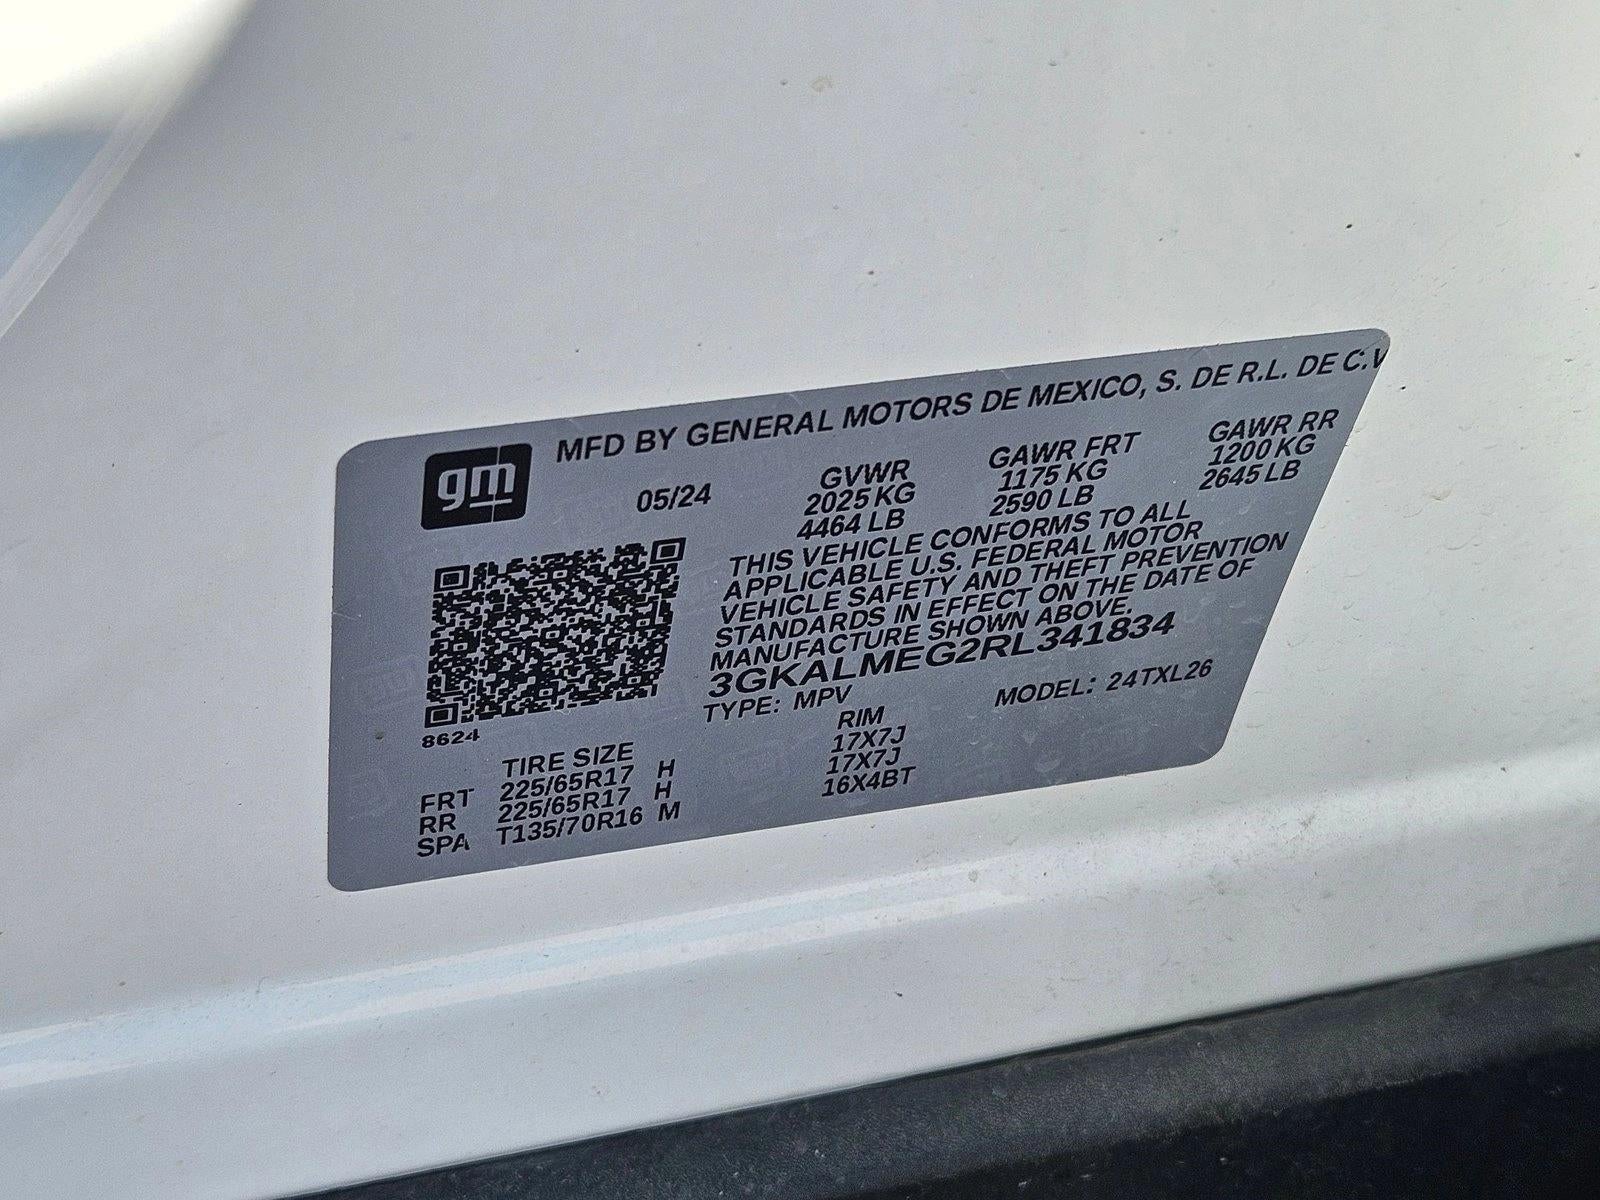 gm
MFD BY GENERAL MOTORS DE MEXICO, S. DE R.L. DE C.V
05/24
GVWR GAWR FRT GAWR RR
2025 KG 1175 KG 1200 KG
4464 LB 2590 LB 2645 LB
THIS VEHICLE CONFORMS TO ALL
APPLICABLE U.S. FEDERAL MOTOR
VEHICLE SAFETY AND THEFT PREVENTION
STANDARDS IN EFFECT ON THE DATE OF
MANUFACTURE SHOWN ABOVE.
3GKALMEG2RL341834
TYPE: MPV MODEL: 24TXL26
8624
TIRE SIZE RIM
FRT 225/65R17 H 17X7J
RR 225/65R17 H 17X7J
SPA T135/70R16 M 16X4BT